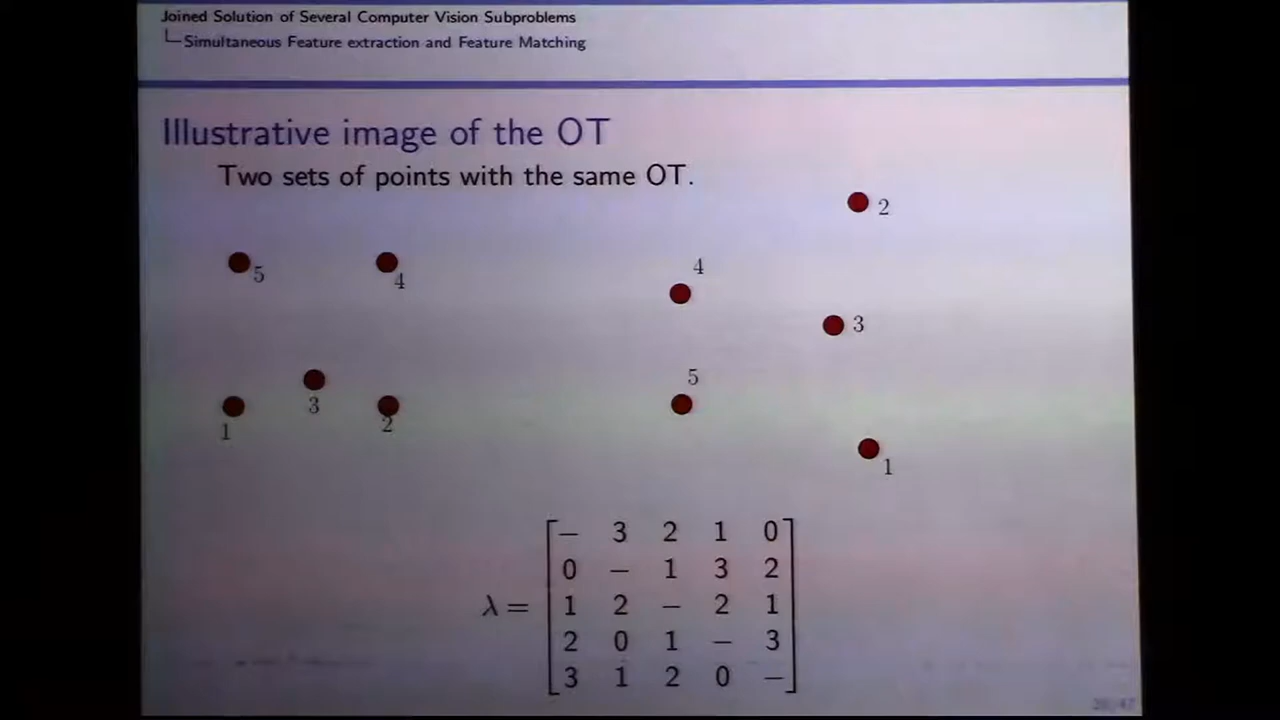 Joined Solution of Several Computer Vision Subproblems
Simultaneous Feature extraction and Feature Matching
Illustrative image of the OT
Two sets of points with the same OT.
2
5
4
4
3
5
3
1
2
1
− 3 2 1 0
0 − 1 3 2
λ = 1 2 − 2 1
2 0 1 − 3
3 1 2 0 −